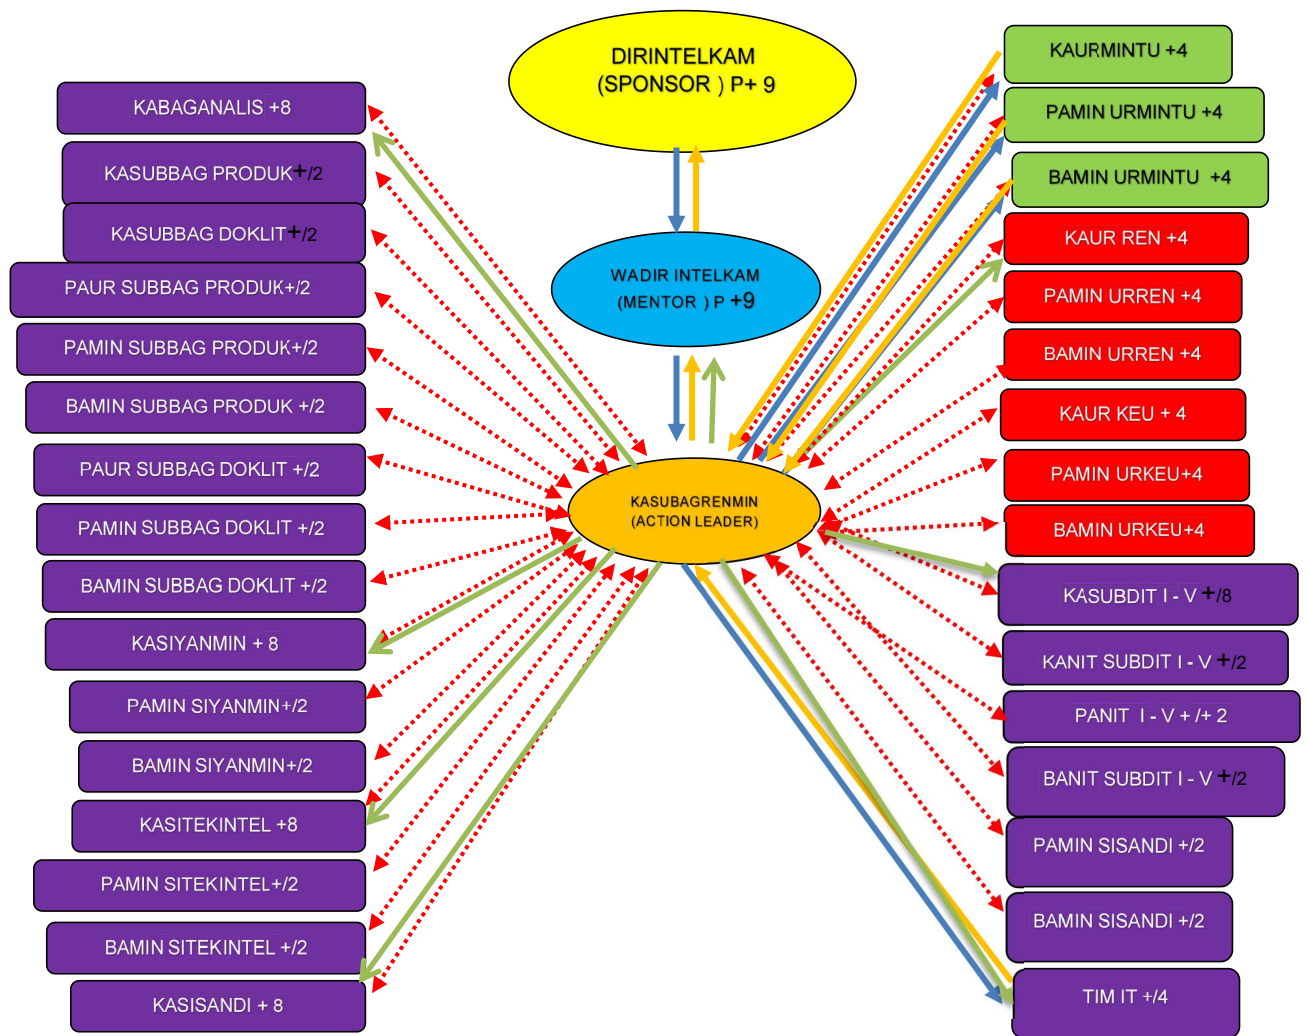 DIRINTELKAM
(SPONSOR ) P+ 9
WADIR INTELKAM
(MENTOR ) P +9
KASUBAGRENMIN
(ACTION LEADER)
KABAGANALIS +8
KASUBBAG PRODUK+/2
KASUBBAG DOKLIT+/2
PAUR SUBBAG PRODUK+/2
PAMIN SUBBAG PRODUK+/2
BAMIN SUBBAG PRODUK +/2
PAUR SUBBAG DOKLIT +/2
PAMIN SUBBAG DOKLIT +/2
BAMIN SUBBAG DOKLIT +/2
KASIYANMIN + 8
PAMIN SIYANMIN+/2
BAMIN SIYANMIN+/2
KASITEKINTEL +8
PAMIN SITEKINTEL+/2
BAMIN SITEKINTEL +/2
KASISANDI + 8
KAURMINTU +4
PAMIN URMINTU +4
BAMIN URMINTU +4
KAUR REN +4
PAMIN URREN +4
BAMIN URREN +4
KAUR KEU + 4
PAMIN URKEU+4
BAMIN URKEU+4
KASUBDIT I - V +/8
KANIT SUBDIT I - V +/2
PANIT I - V + /+ 2
BANIT SUBDIT I - V +/2
PAMIN SISANDI +/2
BAMIN SISANDI +/2
TIM IT +/4